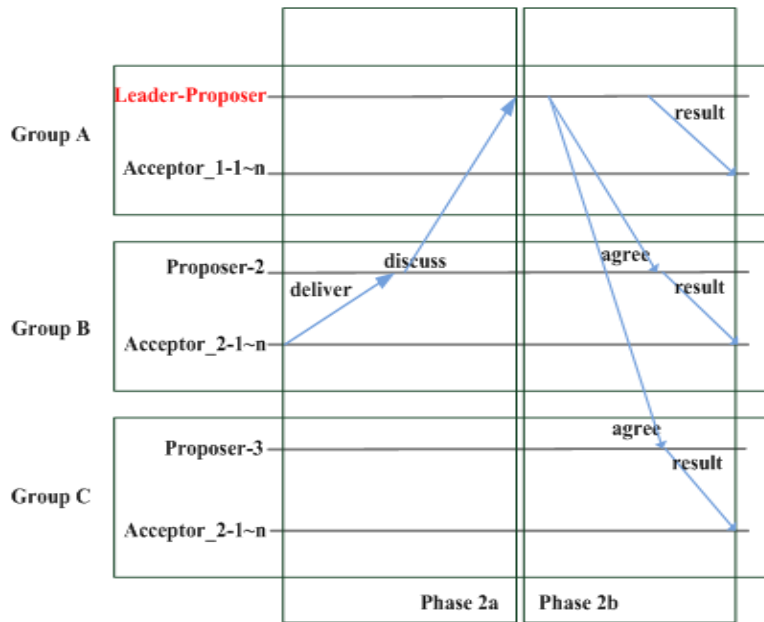 Leader-Proposer
result
Group A
Acceptor_1-1~n
Proposer-2
discuss
agree
deliver
result
Group B
Acceptor_2-1~n
agree
Proposer-3
result
Group C
Acceptor_2-1~n
Phase 2a
Phase 2b